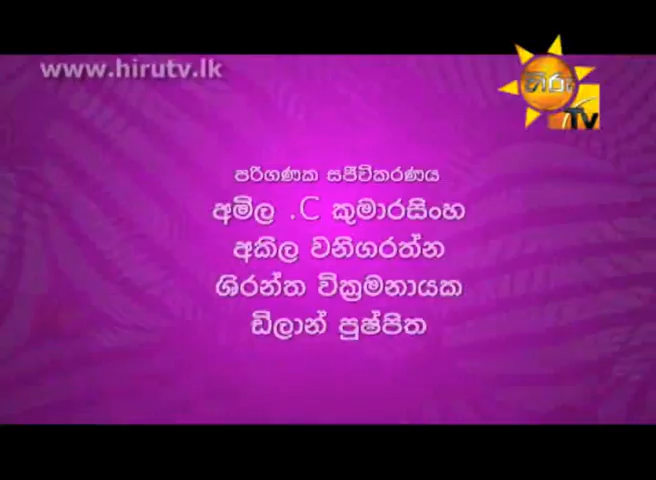 www.hirutv.lk
හිරු
TV
පරිගණක සජීවිකරණය
අමිල .C කුමාරසිංහ
අකිල වනිගරත්න
ශිරන්ත වික්‍රමනායක
ඩිලාන් පුෂ්පිත